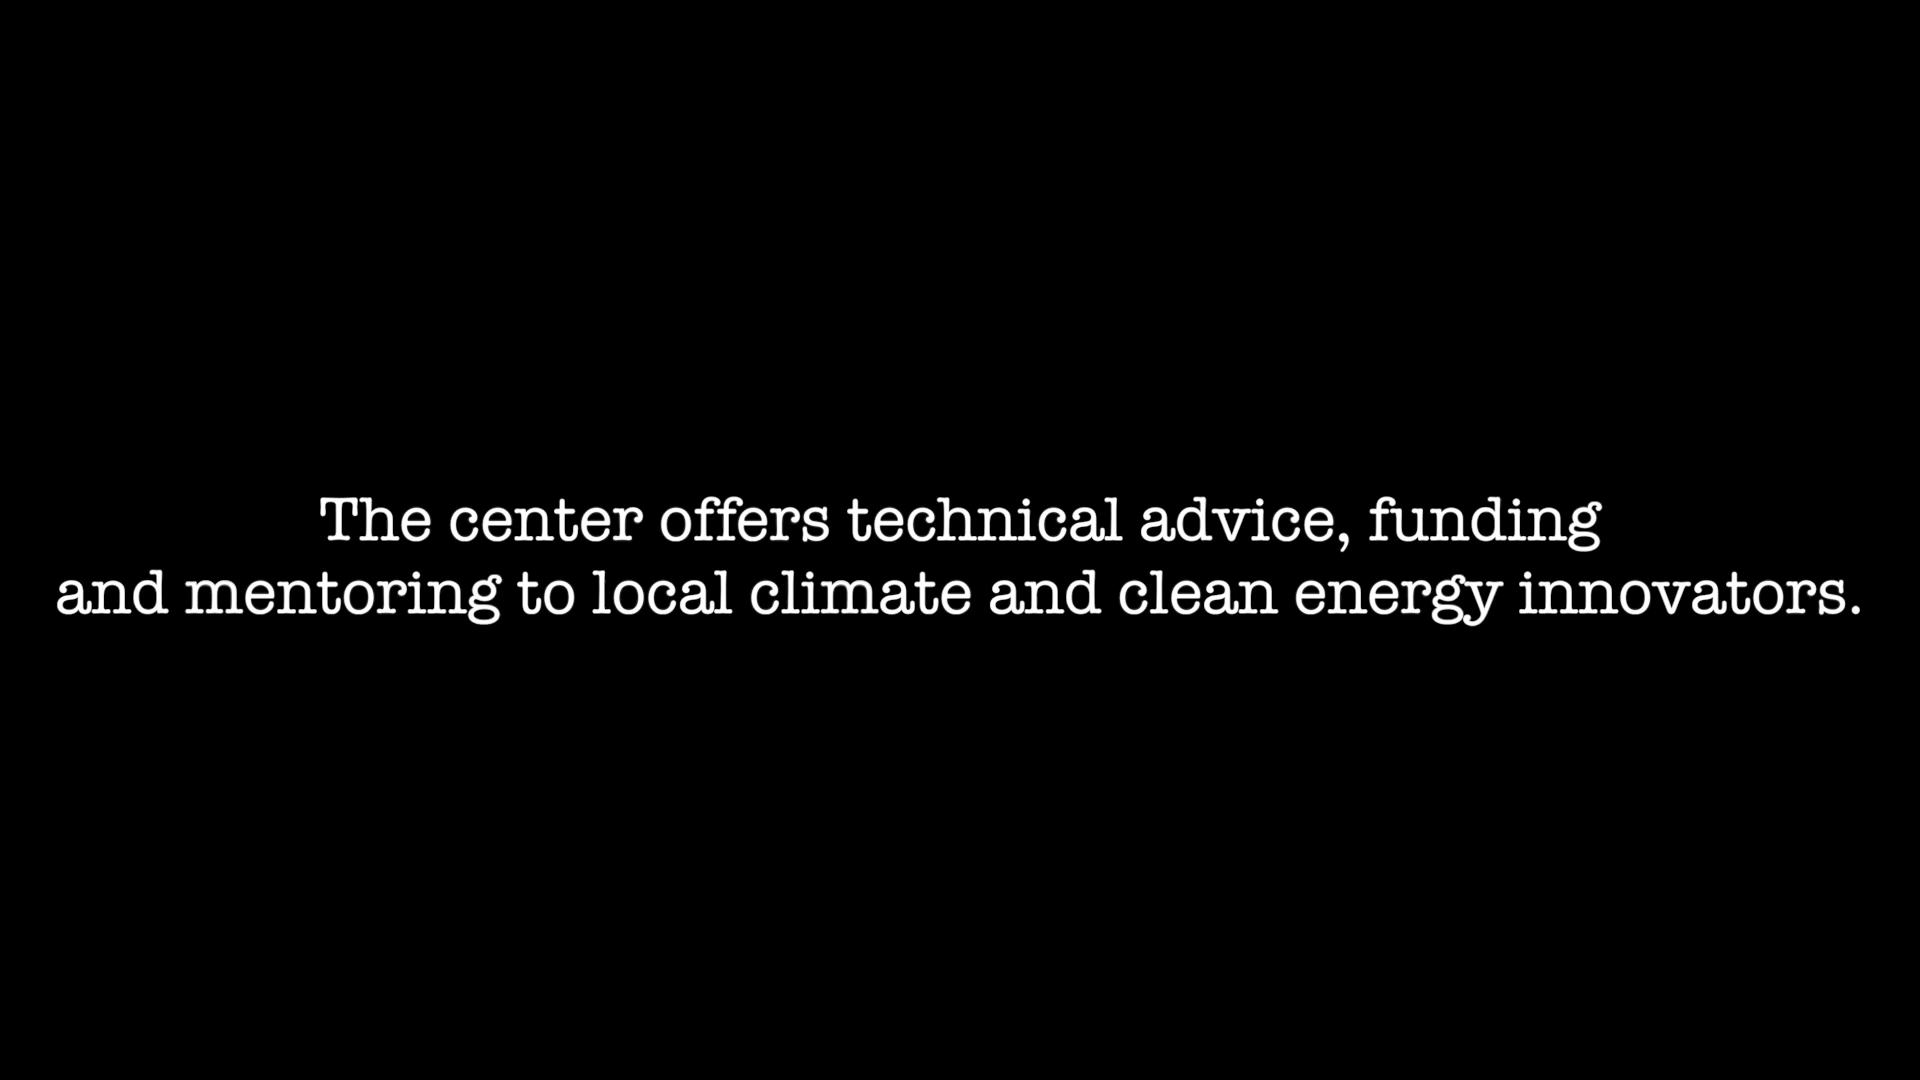 The center offers technical advice, funding
and mentoring to local climate and clean energy innovators.